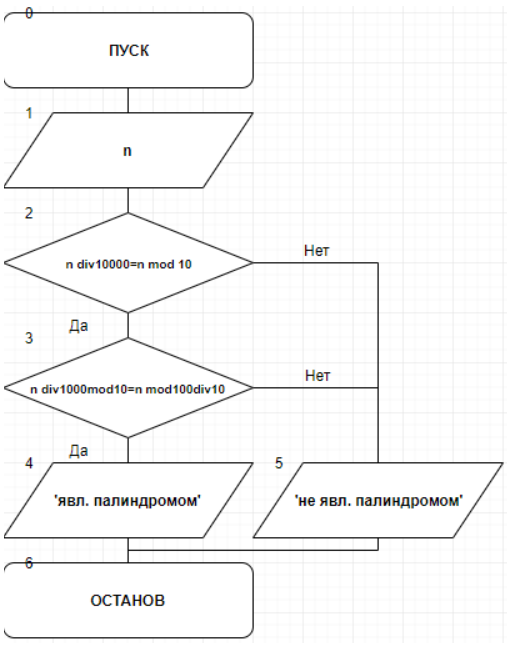 0
ПУСК
1
n
2
n div10000=n mod 10
Нет
Да
3
n div1000mod10=n mod100div10
Нет
Да
4
'явл. палиндромом'
5
'не явл. палиндромом'
6
ОСТАНОВ